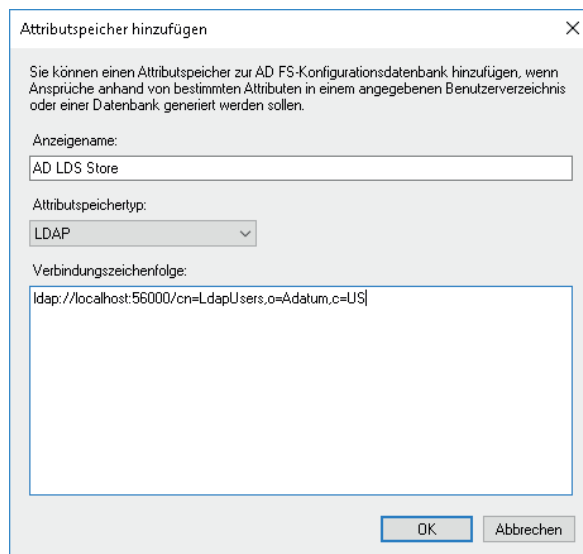 Attributspeicher hinzufügen
Sie können einen Attributspeicher zur AD FS-Konfigurationsdatenbank hinzufügen, wenn
Ansprüche anhand von bestimmten Attributen in einem angegebenen Benutzerverzeichnis
oder einer Datenbank generiert werden sollen.
Anzeigename:
AD LDS Store
Attributspeichertyp:
LDAP
Verbindungszeichenfolge:
ldap://localhost:56000/cn=LdapUsers,o=Adatum,c=US
OK
Abbrechen